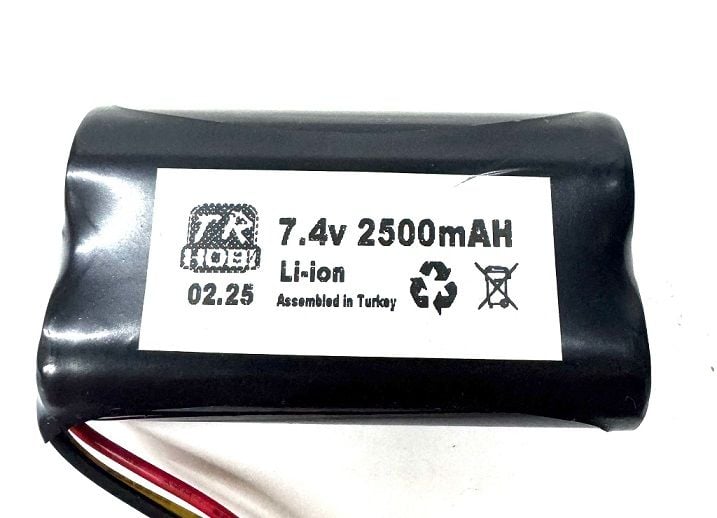 TR
HOBİ
02.25
7.4v 2500mAH
Li-ion
Assembled in Turkey